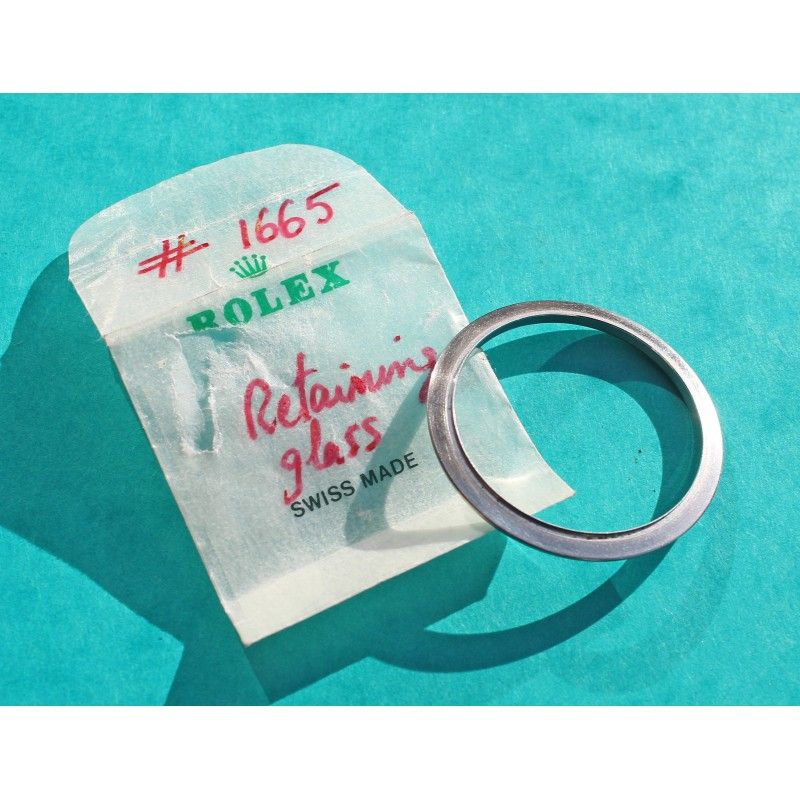 # 1665
ROLEX
Retaining
glass
SWISS MADE